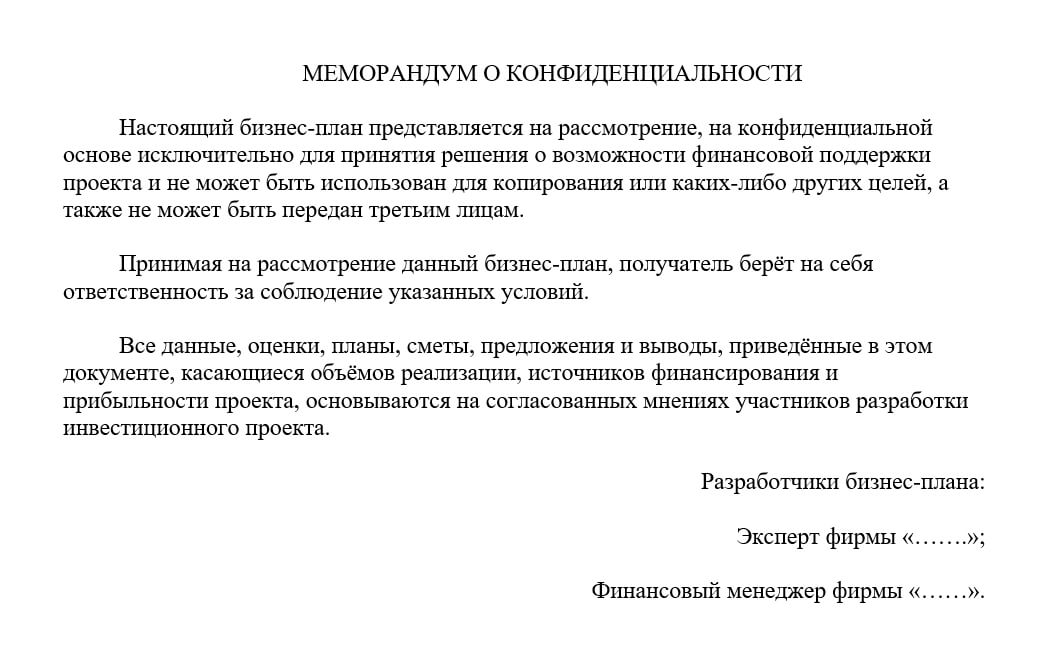 МЕМОРАНДУМ О КОНФИДЕНЦИАЛЬНОСТИ
Настоящий бизнес-план представляется на рассмотрение, на конфиденциальной
основе исключительно для принятия решения о возможности финансовой поддержки
проекта и не может быть использован для копирования или каких-либо других целей, а
также не может быть передан третьим лицам.
Принимая на рассмотрение данный бизнес-план, получатель берёт на себя
ответственность за соблюдение указанных условий.
Все данные, оценки, планы, сметы, предложения и выводы, приведённые в этом
документе, касающиеся объёмов реализации, источников финансирования и
прибыльности проекта, основываются на согласованных мнениях участников разработки
инвестиционного проекта.
Разработчики бизнес-плана:
Эксперт фирмы «…….»;
Финансовый менеджер фирмы «……».